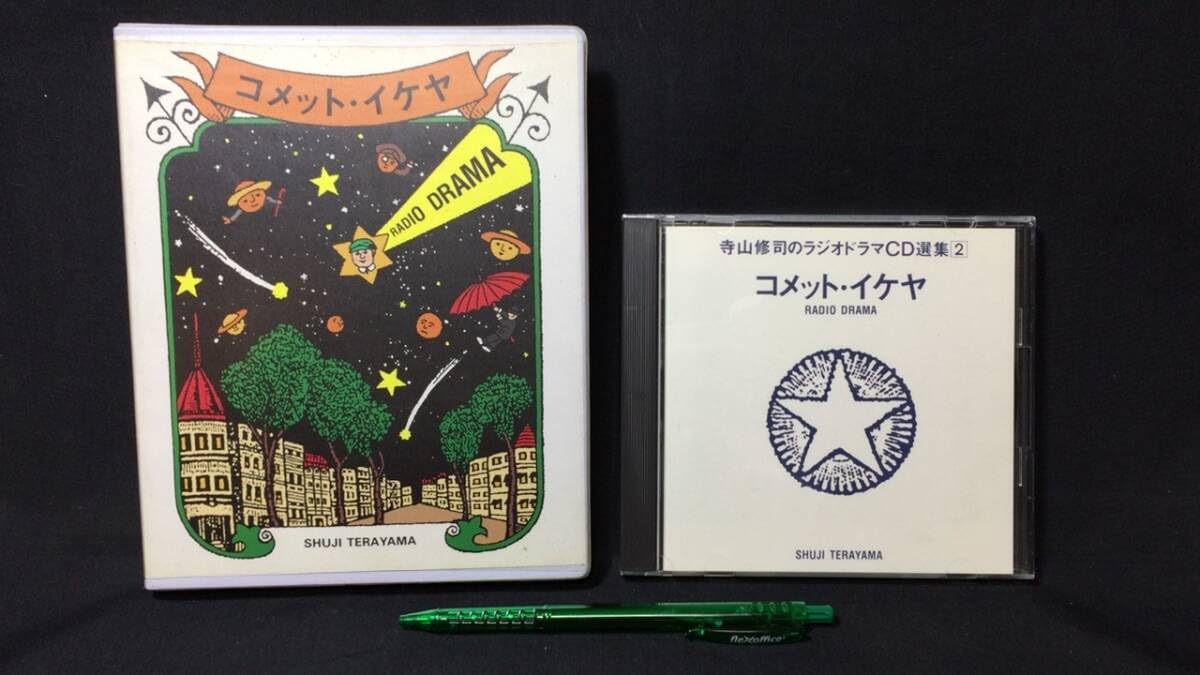 コメット・イケヤ
RADIO DRAMA
SHUJI TERAYAMA
寺山修司のラジオドラマCD選集2
コメット・イケヤ
RADIO DRAMA
SHUJI TERAYAMA
flexoffice